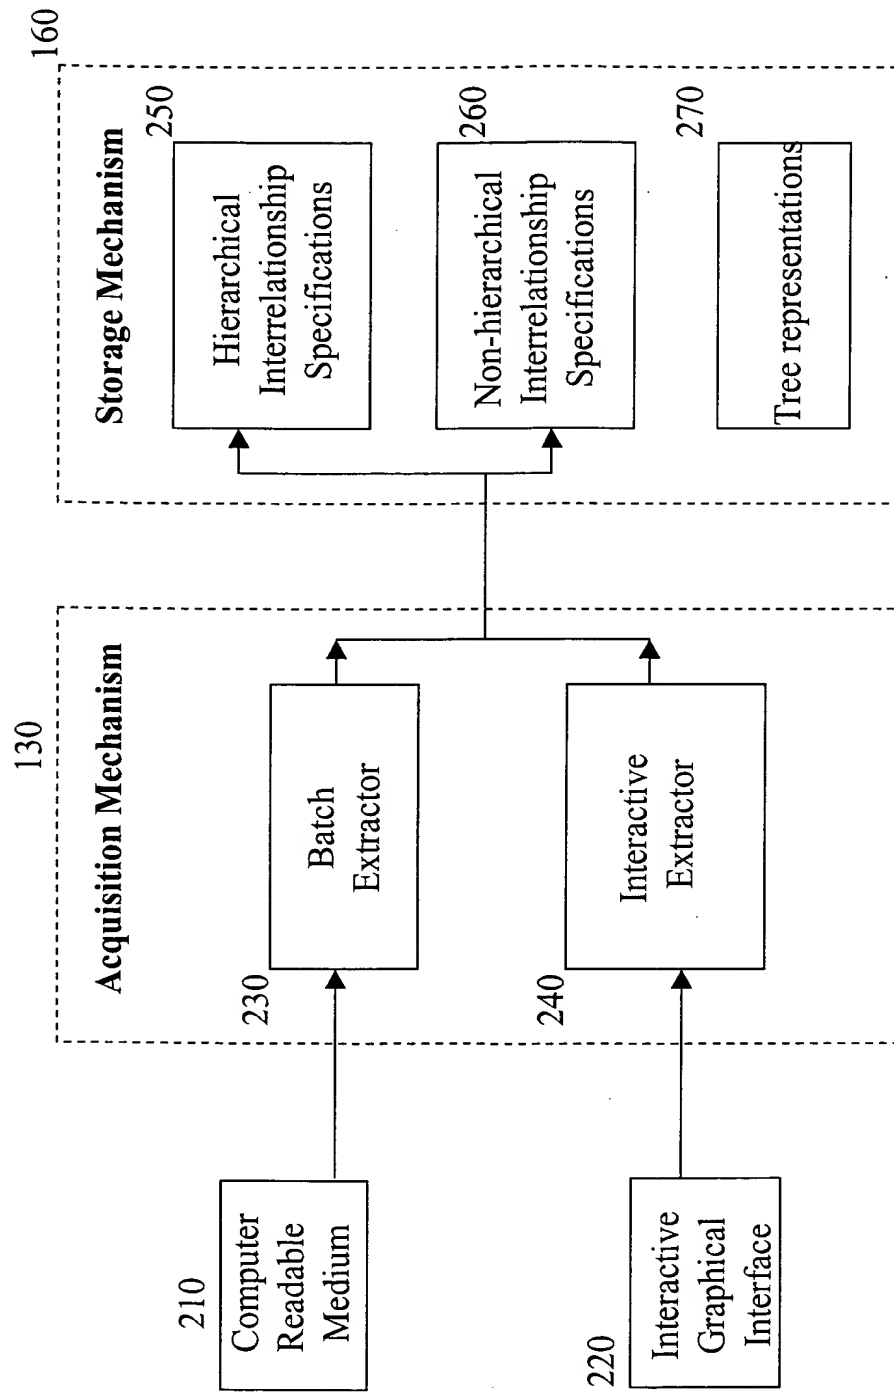 130
160
Acquisition Mechanism
Storage Mechanism
210
Computer
Readable
Medium
230
Batch
Extractor
250
Hierarchical
Interrelationship
Specifications
260
Non-hierarchical
Interrelationship
Specifications
220
Interactive
Graphical
Interface
240
Interactive
Extractor
270
Tree representations